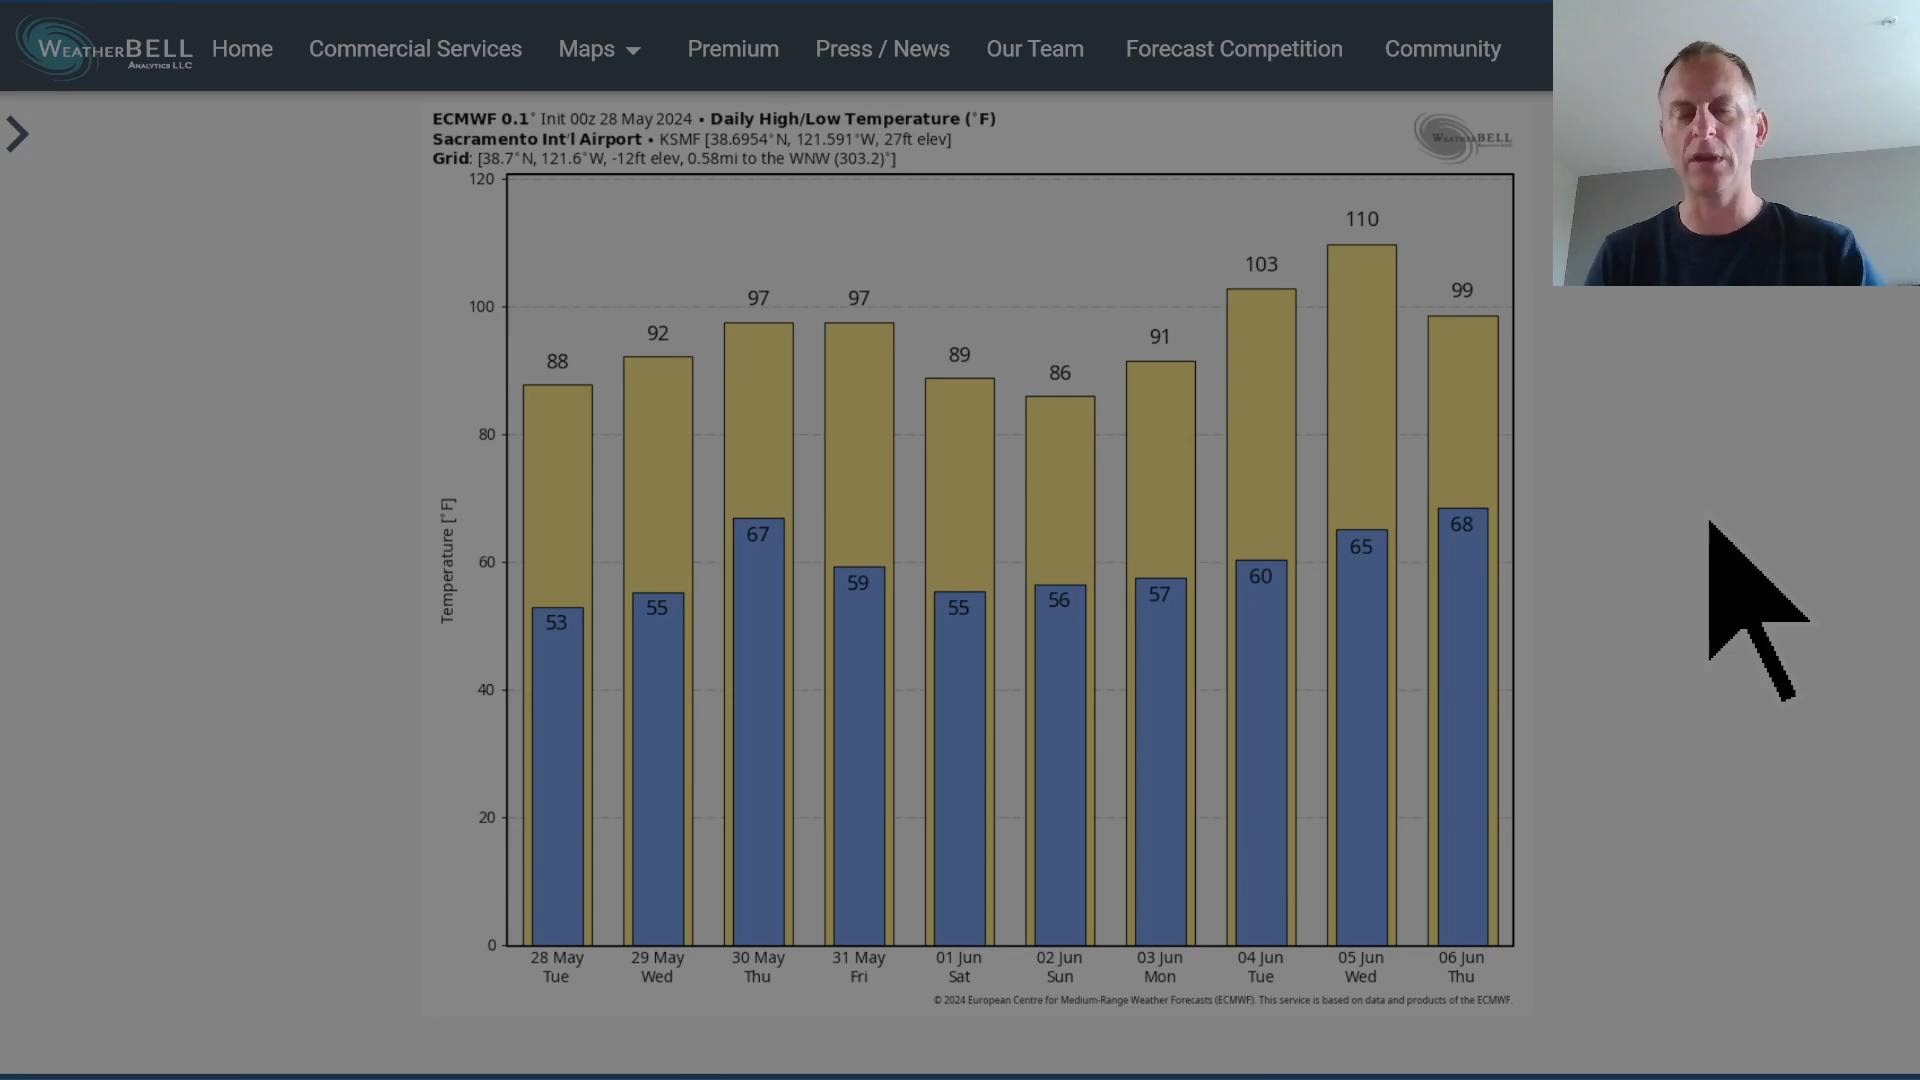 WEATHERBELL
ANALYTICS LLC
Home Commercial Services Maps Premium Press / News Our Team Forecast Competition Community
ECMWF 0.1° Init 00z 28 May 2024 • Daily High/Low Temperature (°F)
Sacramento Int'l Airport • KSMF [38.6954°N, 121.591°W, 27ft elev]
Grid: [38.7°N, 121.6°W, -12ft elev, 0.58mi to the WNW (303.2)°]
WEATHERBELL
120
100
80
60
40
20
0
Temperature [°F]
88 92 97 97 89 86 91 103 110 99
53 55 67 59 55 56 57 60 65 68
28 May 29 May 30 May 31 May 01 Jun 02 Jun 03 Jun 04 Jun 05 Jun 06 Jun
Tue Wed Thu Fri Sat Sun Mon Tue Wed Thu
© 2024 European Centre for Medium-Range Weather Forecasts (ECMWF). This service is based on data and products of the ECMWF.